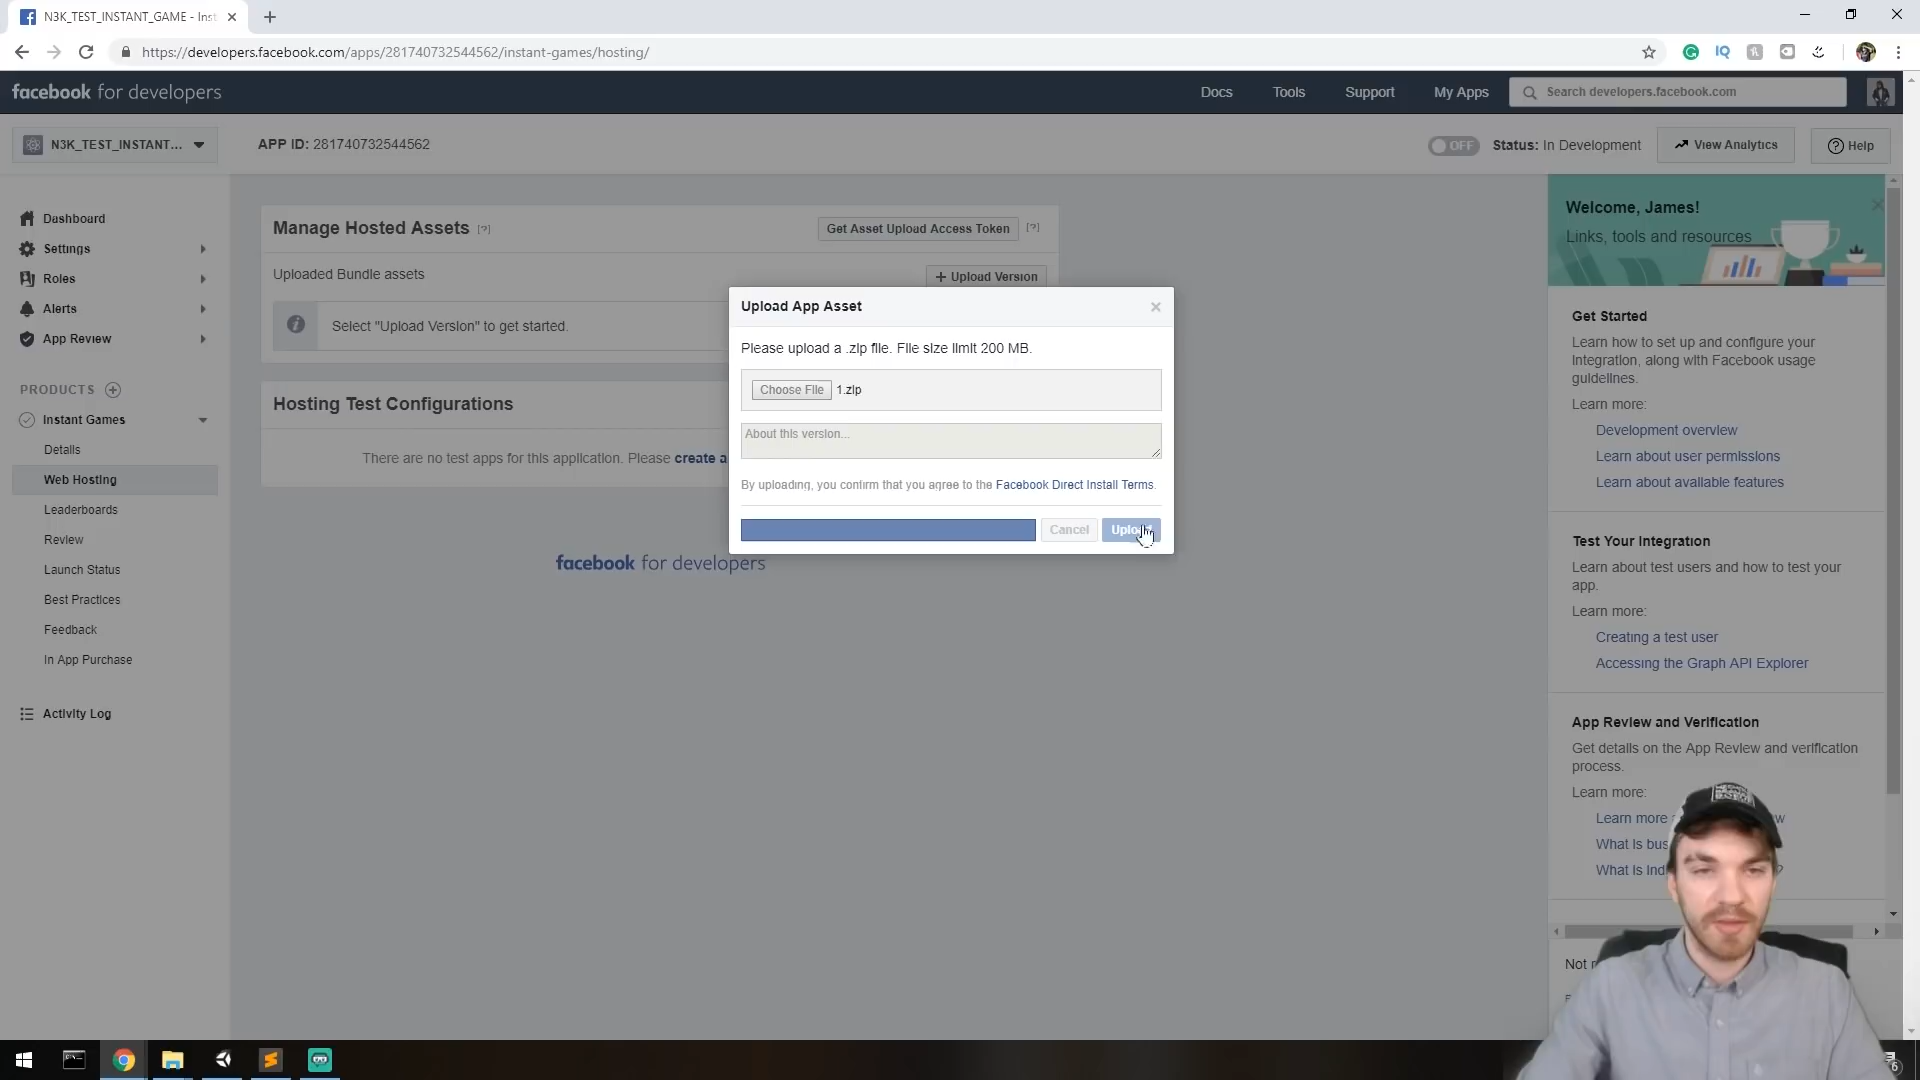 N3K_TEST_INSTANT_GAME - Inst
https://developers.facebook.com/apps/281740732544562/instant-games/hosting/
facebook for developers
Docs
Tools
Support
My Apps
Search developers.facebook.com
N3K_TEST_INSTANT...
APP ID: 281740732544562
OFF
Status: In Development
View Analytics
Help
Dashboard
Settings
Roles
Alerts
App Review
PRODUCTS
Instant Games
Details
Web Hosting
Leaderboards
Review
Launch Status
Best Practices
Feedback
In App Purchase
Activity Log
Manage Hosted Assets [?]
Get Asset Upload Access Token [?]
Uploaded Bundle assets
+ Upload Version
Select "Upload Version" to get started.
Hosting Test Configurations
There are no test apps for this application. Please create a
facebook for developers
Upload App Asset
Please upload a .zip file. File size limit 200 MB.
Choose File 1.zip
About this version...
By uploading, you confirm that you agree to the Facebook Direct Install Terms.
Cancel
Upload
Welcome, James!
Links, tools and resources
Get Started
Learn how to set up and configure your
integration, along with Facebook usage
guidelines.
Learn more:
Development overview
Learn about user permissions
Learn about available features
Test Your Integration
Learn about test users and how to test your
app.
Learn more:
Creating a test user
Accessing the Graph API Explorer
App Review and Verification
Get details on the App Review and verification
process.
Learn more:
Learn more
What is bus
What is ind
Not